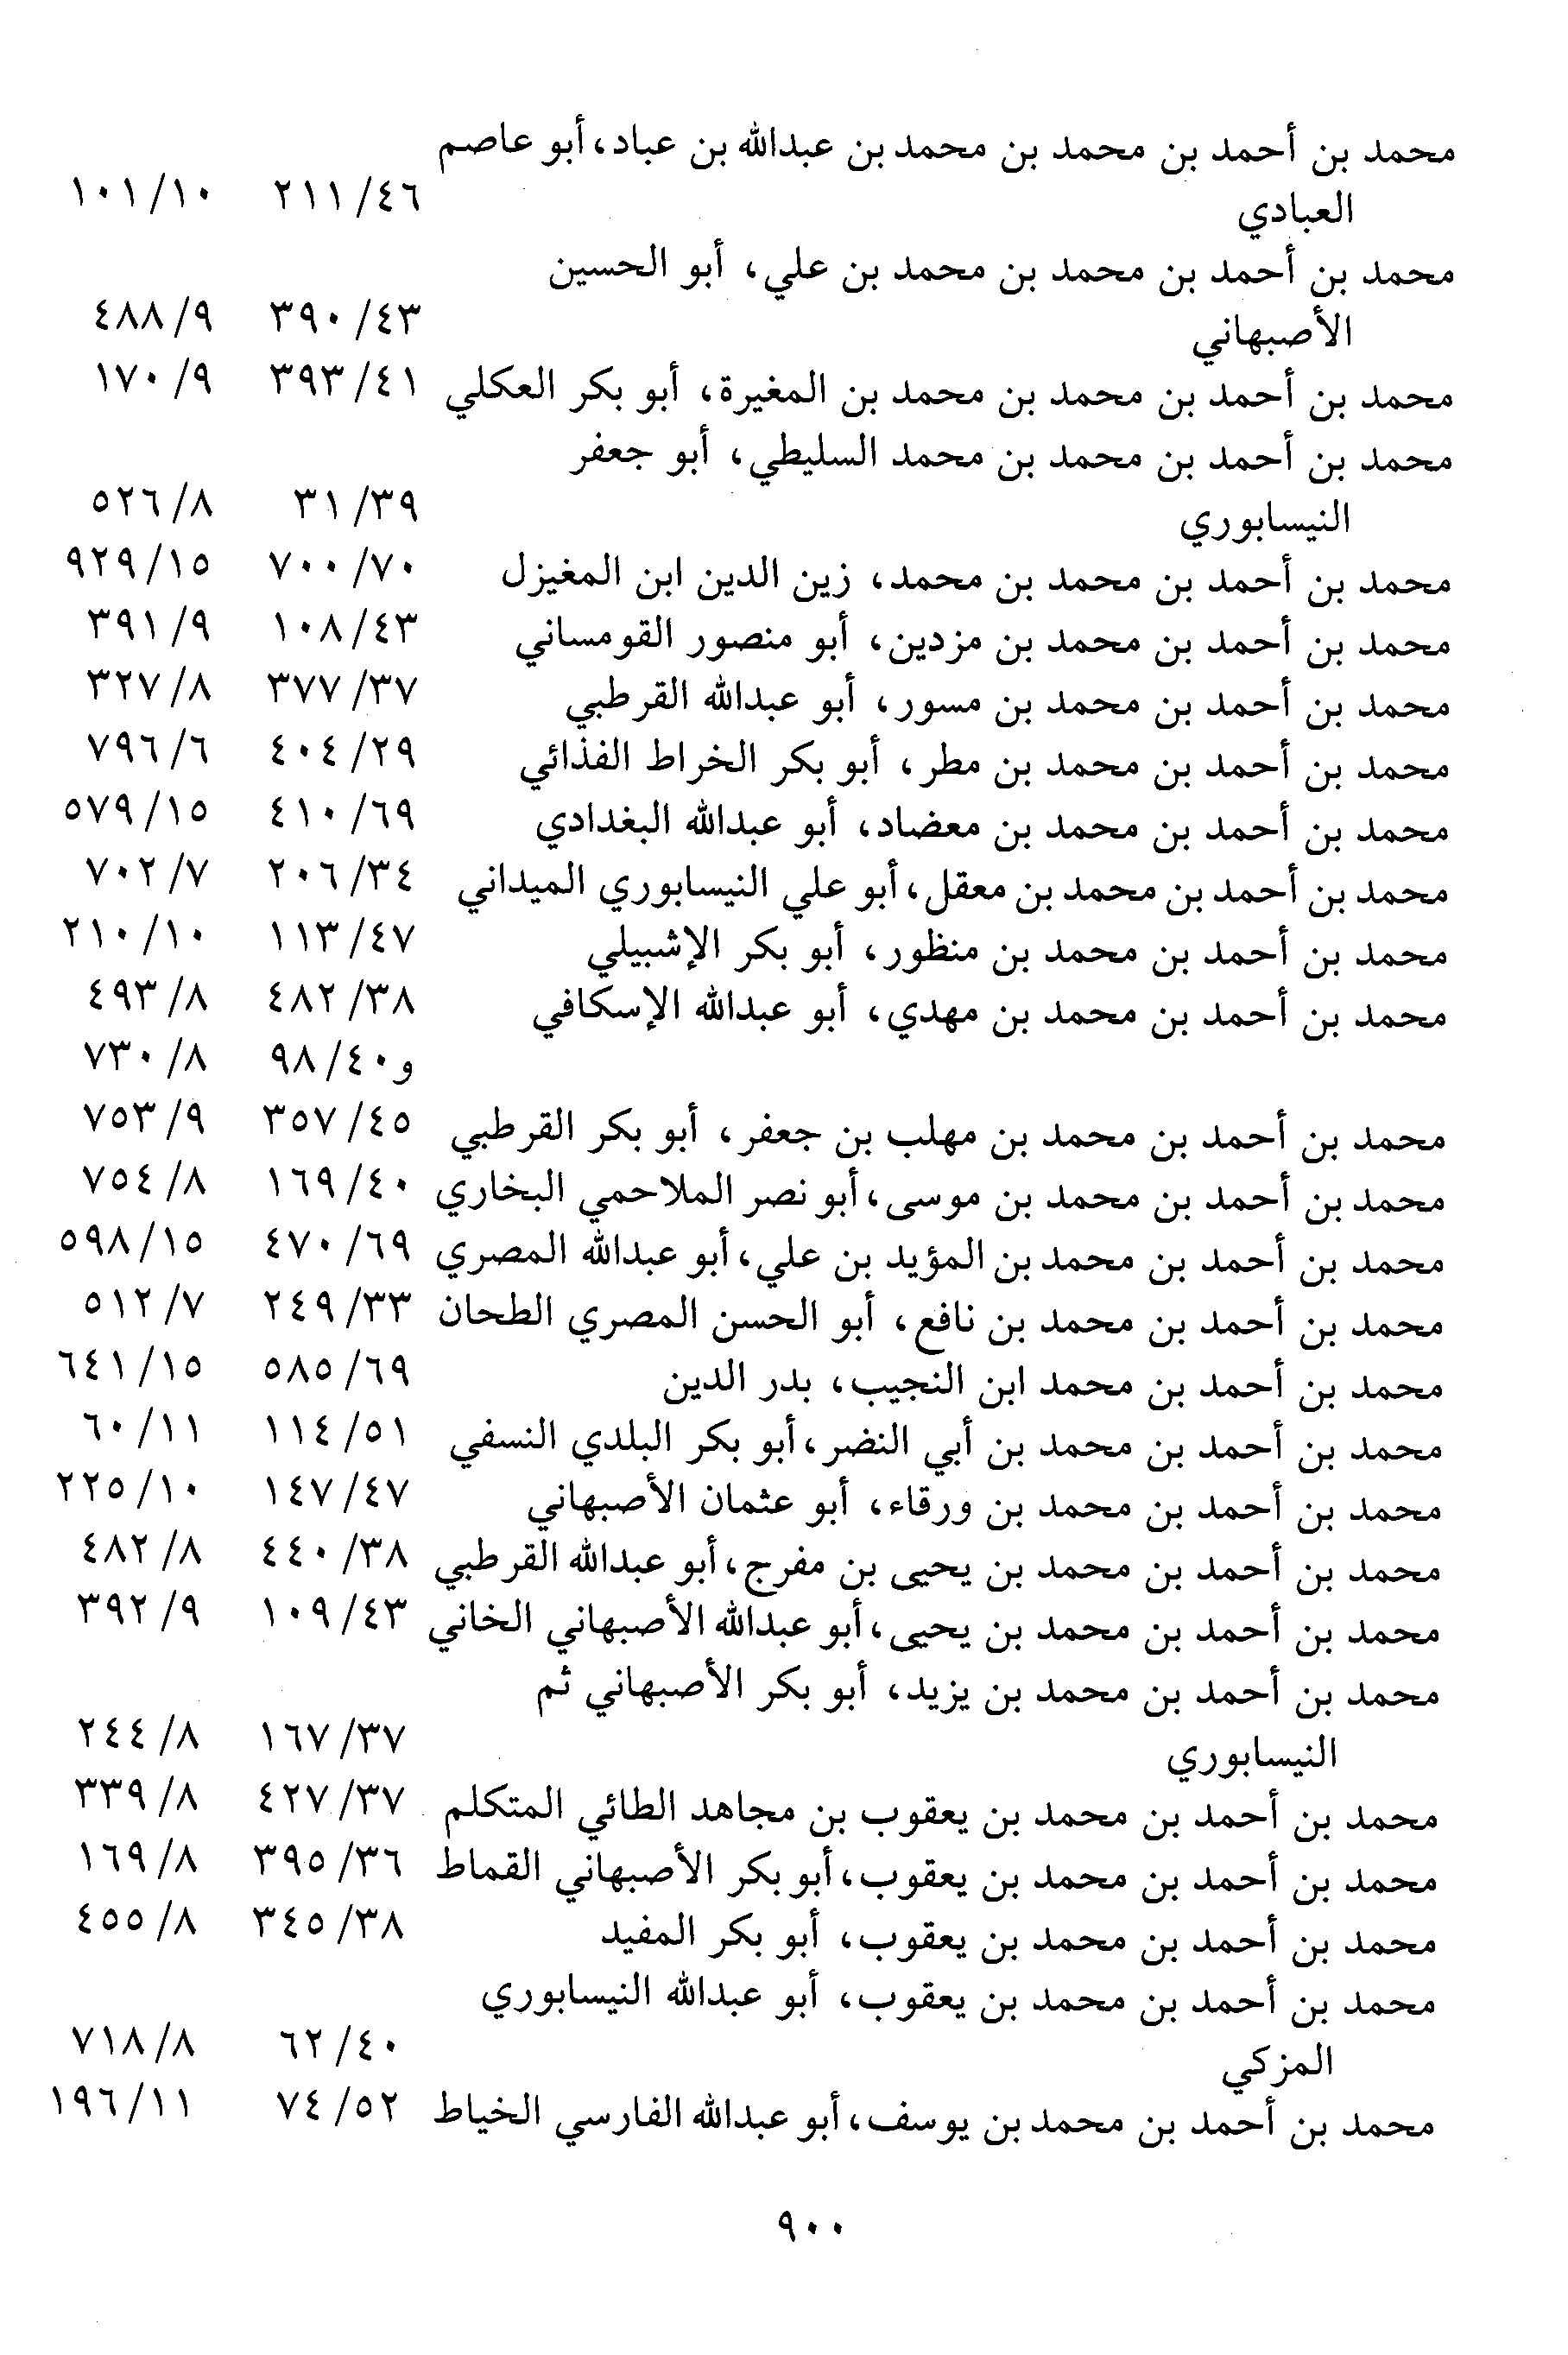 محمد بن أحمد بن محمد بن محمد بن عبدالله بن عباد، أبو عاصم
العبادي ٤٦/ ٢١١ ١٠/ ١٠١
محمد بن أحمد بن محمد بن محمد بن علي، أبو الحسين
الأصبهاني ٤٣/ ٣٩٠ ٩/ ٤٨٨
محمد بن أحمد بن محمد بن محمد بن المغيرة، أبو بكر العكلي ٤١/ ٣٩٣ ٩/ ١٧٠
محمد بن أحمد بن محمد بن محمد السليطي، أبو جعفر
النيسابوري ٣٩/ ٣١ ٨/ ٥٢٦
محمد بن أحمد بن محمد بن محمد، زين الدين ابن المغيزل ٧٠/ ٧٠٠ ١٥/ ٩٢٩
محمد بن أحمد بن محمد بن مزدين، أبو منصور القومساني ٤٣/ ١٠٨ ٩/ ٣٩١
محمد بن أحمد بن محمد بن مسور، أبو عبدالله القرطبي ٣٧/ ٣٧٧ ٨/ ٣٢٧
محمد بن أحمد بن محمد بن مطر، أبو بكر الخراط الفذائي ٢٩/ ٤٠٤ ٦/ ٧٩٦
محمد بن أحمد بن محمد بن معضاد، أبو عبدالله البغدادي ٦٩/ ٤١٠ ١٥/ ٥٧٩
محمد بن أحمد بن محمد بن معقل، أبو علي النيسابوري الميداني ٣٤/ ٢٠٦ ٧/ ٧٠٢
محمد بن أحمد بن محمد بن منظور، أبو بكر الإشبيلي ٤٧/ ١١٣ ١٠/ ٢١٠
محمد بن أحمد بن محمد بن مهدي، أبو عبدالله الإسكافي ٣٨/ ٤٨٢ ٨/ ٤٩٣
و٤٠/ ٩٨ ٨/ ٧٣٠
محمد بن أحمد بن محمد بن مهلب بن جعفر، أبو بكر القرطبي ٤٥/ ٣٥٧ ٩/ ٧٥٣
محمد بن أحمد بن محمد بن موسى، أبو نصر الملاحمي البخاري ٤٠/ ١٦٩ ٨/ ٧٥٤
محمد بن أحمد بن محمد بن المؤيد بن علي، أبو عبدالله المصري ٦٩/ ٤٧٠ ١٥/ ٥٩٨
محمد بن أحمد بن محمد بن نافع، أبو الحسن المصري الطحان ٣٣/ ٢٤٩ ٧/ ٥١٢
محمد بن أحمد بن محمد ابن النجيب، بدر الدين ٦٩/ ٥٨٥ ١٥/ ٦٤١
محمد بن أحمد بن محمد بن أبي النضر، أبو بكر البلدي النسفي ٥١/ ١١٤ ١١/ ٦٠
محمد بن أحمد بن محمد بن ورقاء، أبو عثمان الأصبهاني ٤٧/ ١٤٧ ١٠/ ٢٢٥
محمد بن أحمد بن محمد بن يحيى بن مفرج، أبو عبدالله القرطبي ٣٨/ ٤٤٠ ٨/ ٤٨٢
محمد بن أحمد بن محمد بن يحيى، أبو عبدالله الأصبهاني الخاني ٤٣/ ١٠٩ ٩/ ٣٩٢
محمد بن أحمد بن محمد بن يزيد، أبو بكر الأصبهاني ثم
النيسابوري ٣٧/ ١٦٧ ٨/ ٢٤٤
محمد بن أحمد بن محمد بن يعقوب بن مجاهد الطائي المتكلم ٣٧/ ٤٢٧ ٨/ ٣٣٩
محمد بن أحمد بن محمد بن يعقوب، أبو بكر الأصبهاني القماط ٣٦/ ٣٩٥ ٨/ ١٦٩
محمد بن أحمد بن محمد بن يعقوب، أبو بكر المفيد ٣٨/ ٣٤٥ ٨/ ٤٥٥
محمد بن أحمد بن محمد بن يعقوب، أبو عبدالله النيسابوري
المزكي ٤٠/ ٦٢ ٨/ ٧١٨
محمد بن أحمد بن محمد بن يوسف، أبو عبدالله الفارسي الخياط ٥٢/ ٧٤ ١١/ ١٩٦
٩٠٠